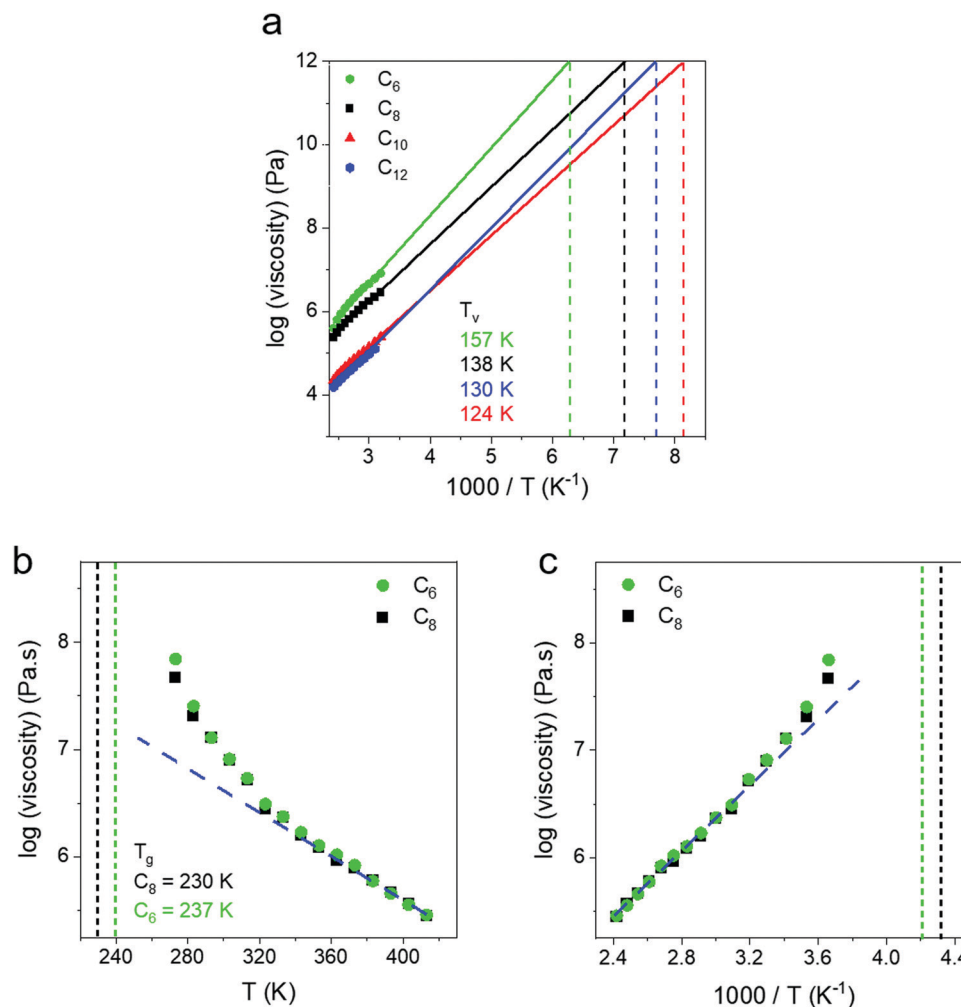 a
12
10
8
6
4
log (viscosity) (Pa)
C₆
C₈
C₁₀
C₁₂
Tᵥ
157 K
138 K
130 K
124 K
3 4 5 6 7 8
1000 / T (K⁻¹)
b
8
7
6
log (viscosity) (Pa.s)
C₆
C₈
T_g
C₈ = 230 K
C₆ = 237 K
240 280 320 360 400
T (K)
c
8
7
6
log (viscosity) (Pa.s)
C₆
C₈
2.4 2.8 3.2 3.6 4.0 4.4
1000 / T (K⁻¹)